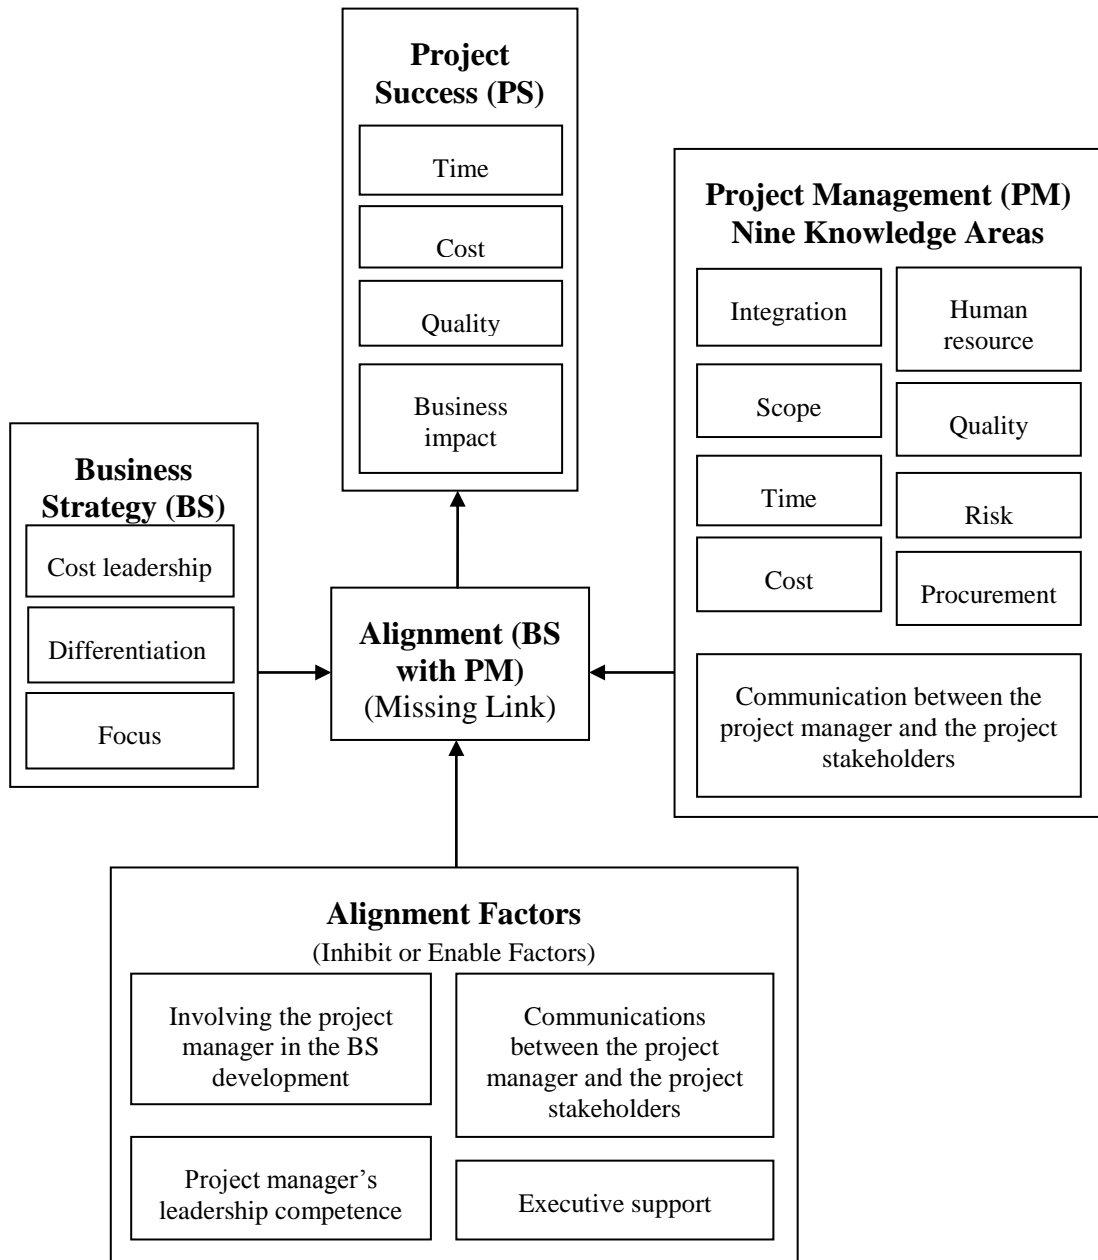 Project
Success (PS)
Time
Cost
Quality
Business
impact
Project Management (PM)
Nine Knowledge Areas
Integration
Human
resource
Scope
Quality
Time
Risk
Cost
Procurement
Communication between the
project manager and the project
stakeholders
Business
Strategy (BS)
Cost leadership
Differentiation
Focus
Alignment (BS
with PM)
(Missing Link)
Alignment Factors
(Inhibit or Enable Factors)
Involving the project
manager in the BS
development
Communications
between the project
manager and the project
stakeholders
Project manager’s
leadership competence
Executive support